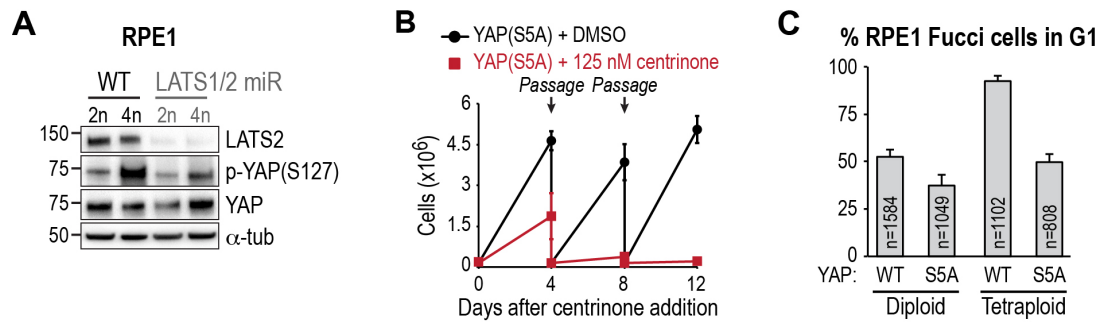 A
RPE1
WT LATS1/2 miR
2n 4n 2n 4n
150 LATS2
75 p-YAP(S127)
75 YAP
50 α-tub
B
YAP(S5A) + DMSO
YAP(S5A) + 125 nM centrinone
Passage Passage
Cells (x10⁶)
6
4.5
3
1.5
0
0 4 8 12
Days after centrinone addition
C
% RPE1 Fucci cells in G1
100
75
50
25
0
n=1584 n=1049 n=1102 n=808
YAP: WT S5A WT S5A
Diploid Tetraploid